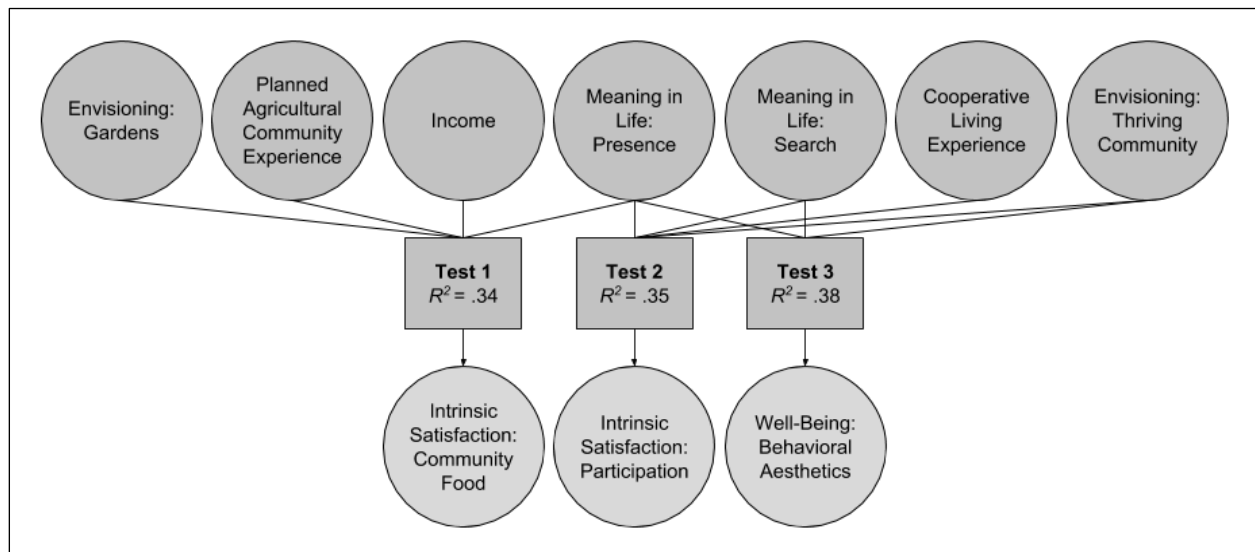 Envisioning:
Gardens
Planned
Agricultural
Community
Experience
Income
Meaning in
Life:
Presence
Meaning in
Life:
Search
Cooperative
Living
Experience
Envisioning:
Thriving
Community
Test 1
R² = .34
Test 2
R² = .35
Test 3
R² = .38
Intrinsic
Satisfaction:
Community
Food
Intrinsic
Satisfaction:
Participation
Well-Being:
Behavioral
Aesthetics